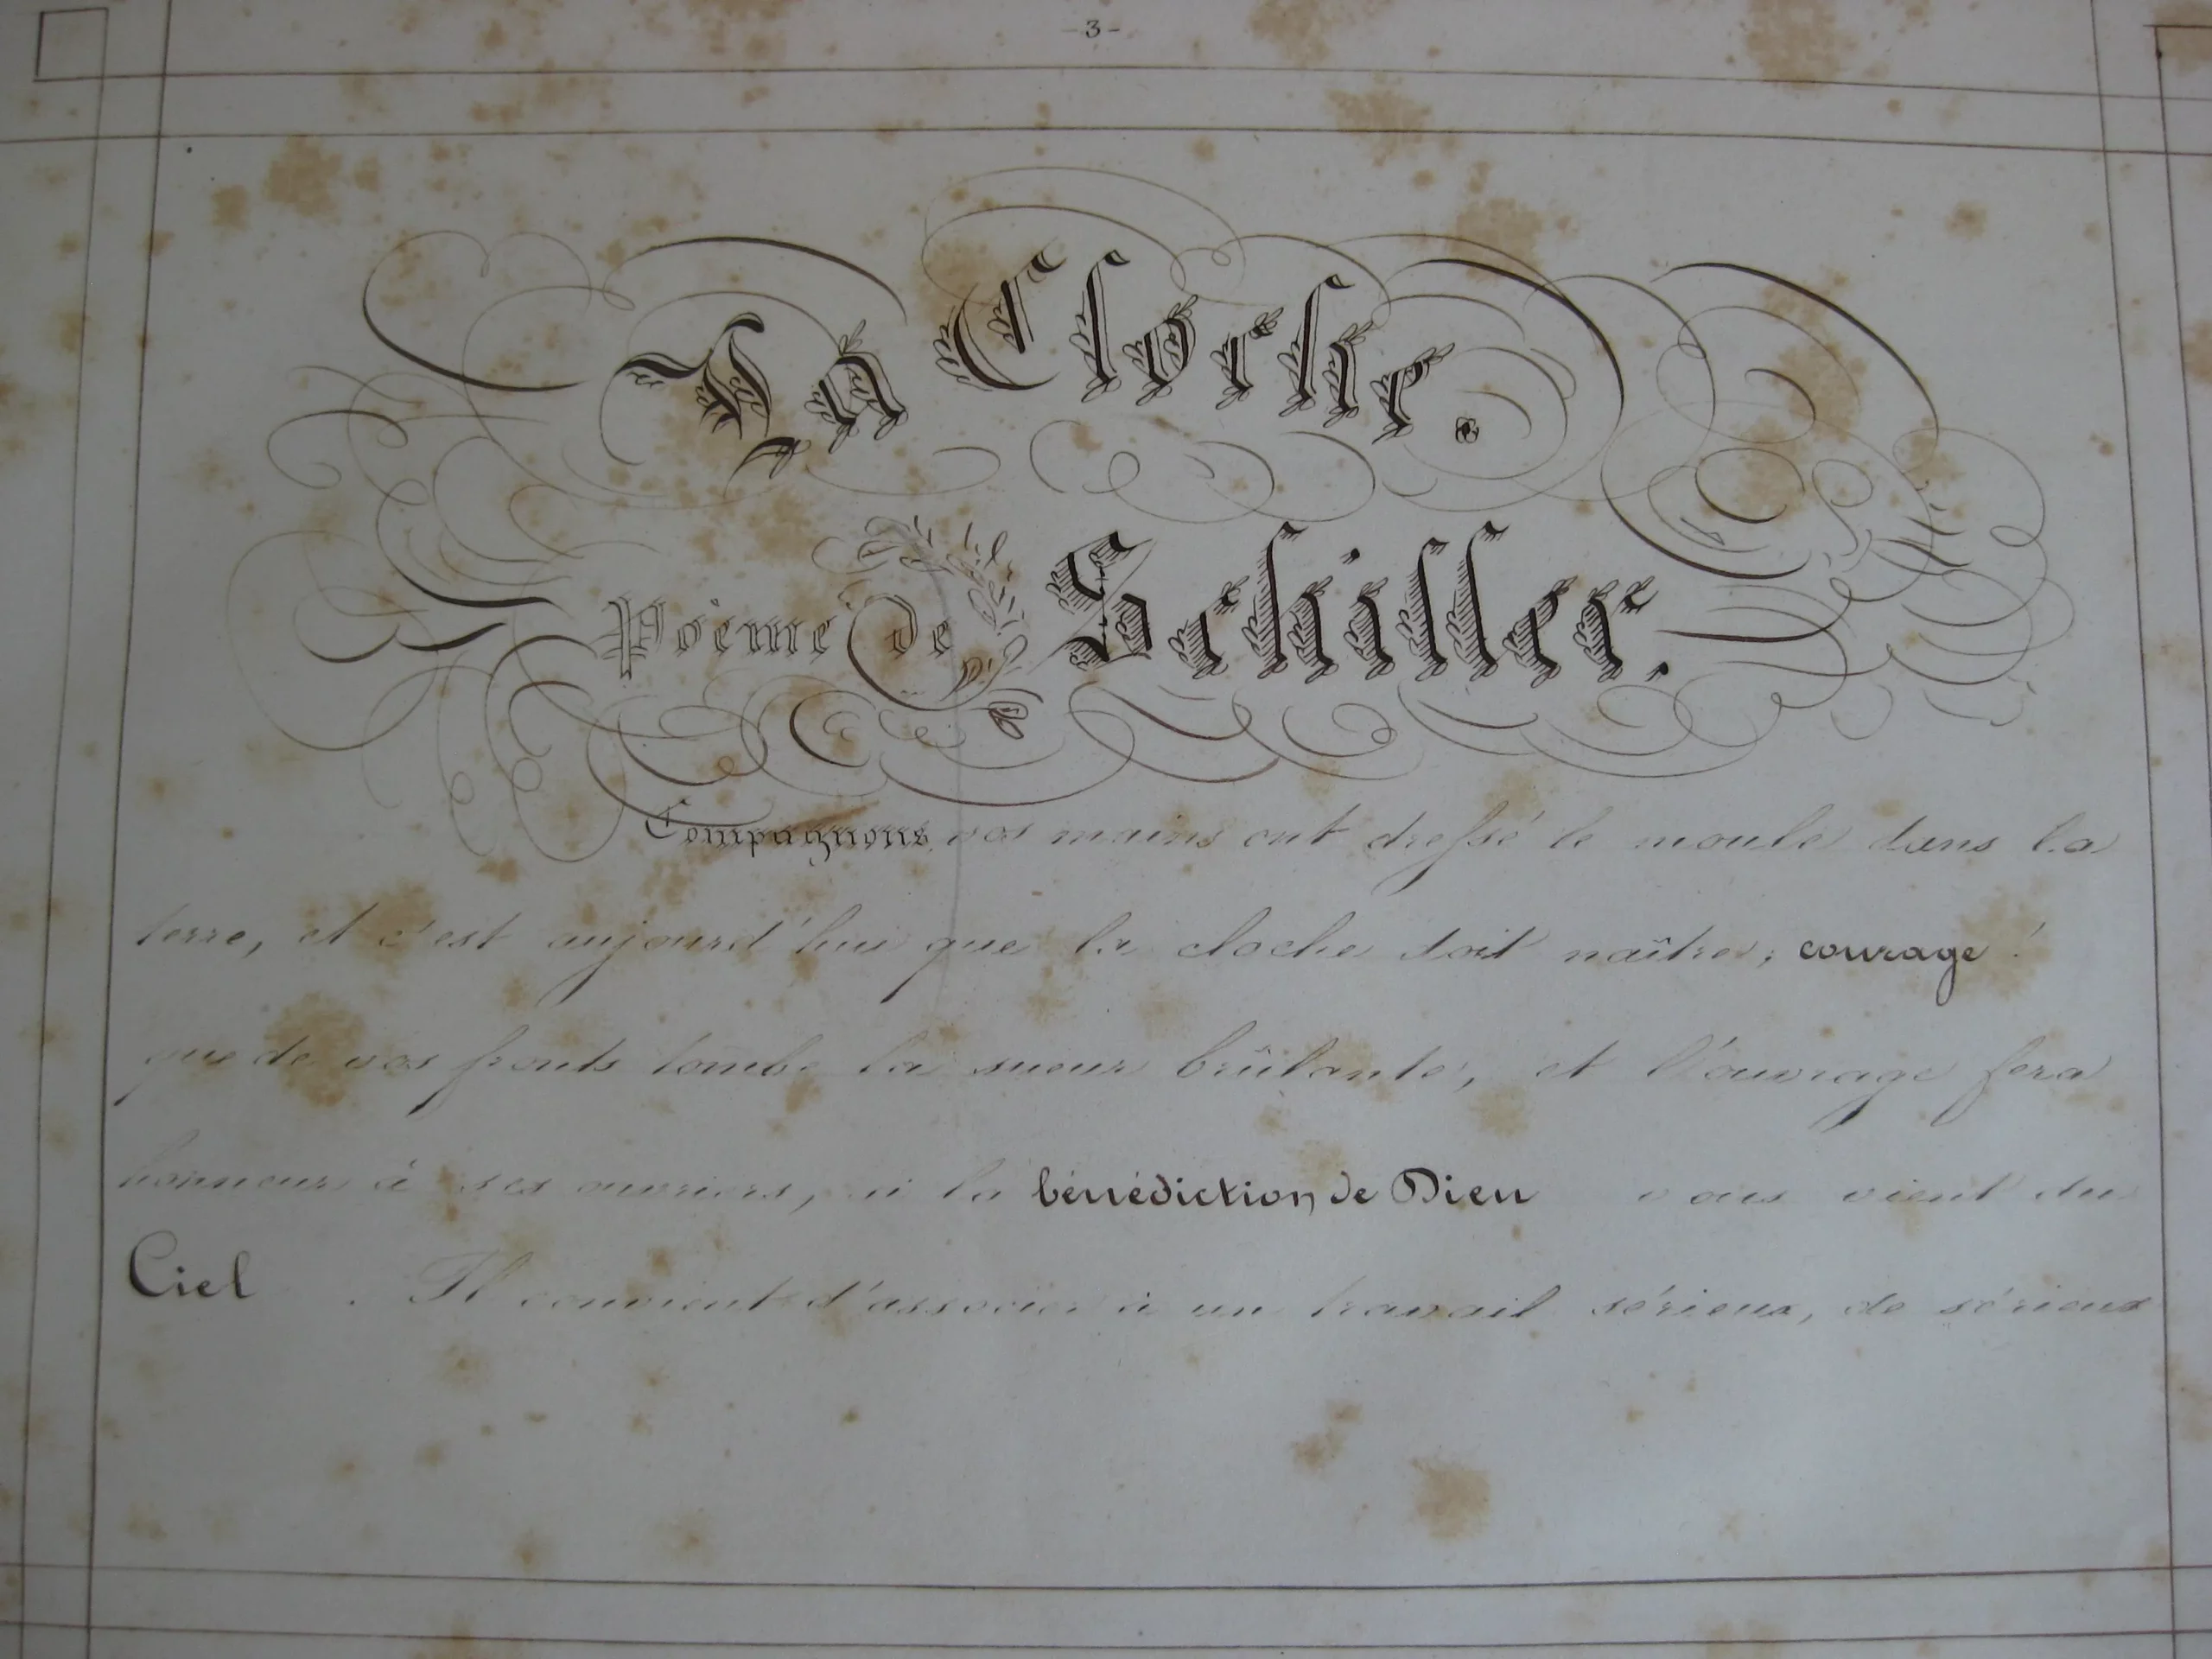 -3-
La Cloche.
Poème de Schiller.
Compagnons vos mains ont dressé le moule dans la
terre, et c'est aujourd'hui que la cloche doit naître; courage!
que de vos fronts tombe la sueur brûlante, et l'ouvrage fera
honneur à ses ouvriers, si la bénédiction de Dieu vous vient du
Ciel. Il convient d'associer à un travail sérieux, de sérieux